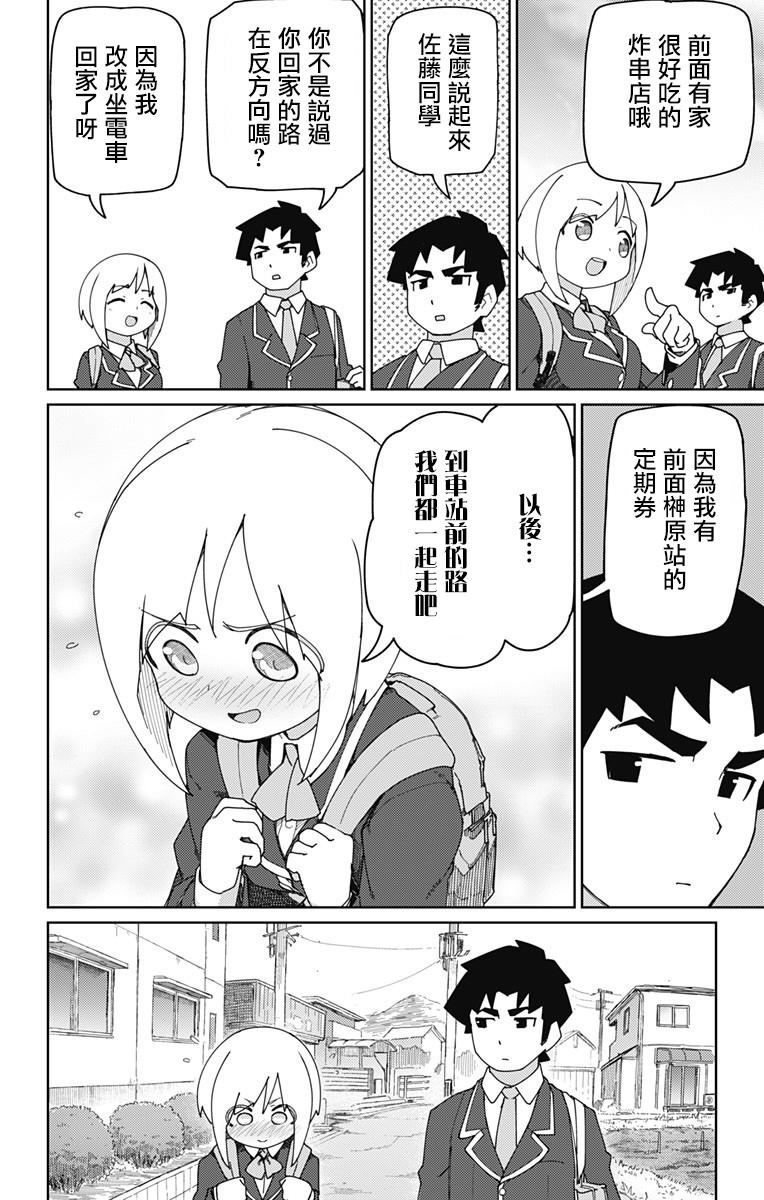 前面有家
很好吃的
炸串店哦
這麼說起來
佐藤同學
你不是說過
你回家的路
在反方向嗎?
因為我
改成坐電車
回家了呀
因為我有
前面榊原站的
定期券
以後…
到車站前的路
我們都一起走吧